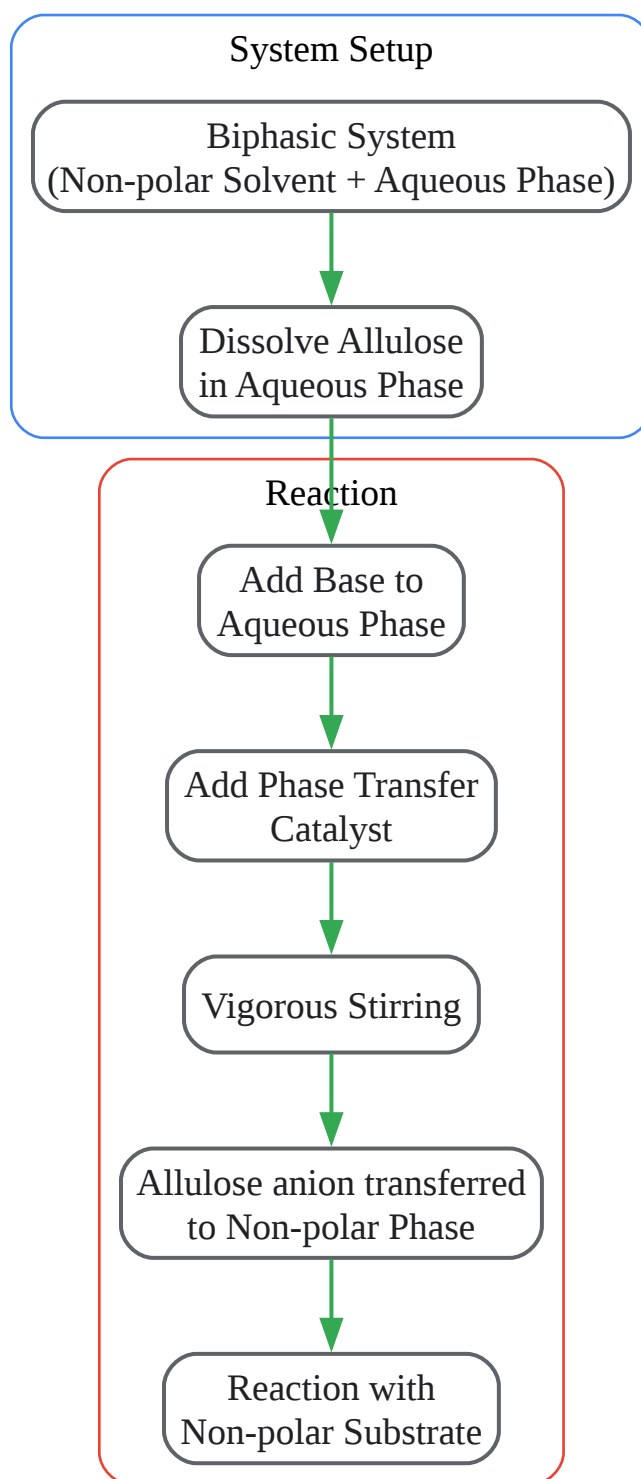 System Setup
Biphasic System
(Non-polar Solvent + Aqueous Phase)
Dissolve Allulose
in Aqueous Phase
Reaction
Add Base to
Aqueous Phase
Add Phase Transfer
Catalyst
Vigorous Stirring
Allulose anion transferred
to Non-polar Phase
Reaction with
Non-polar Substrate